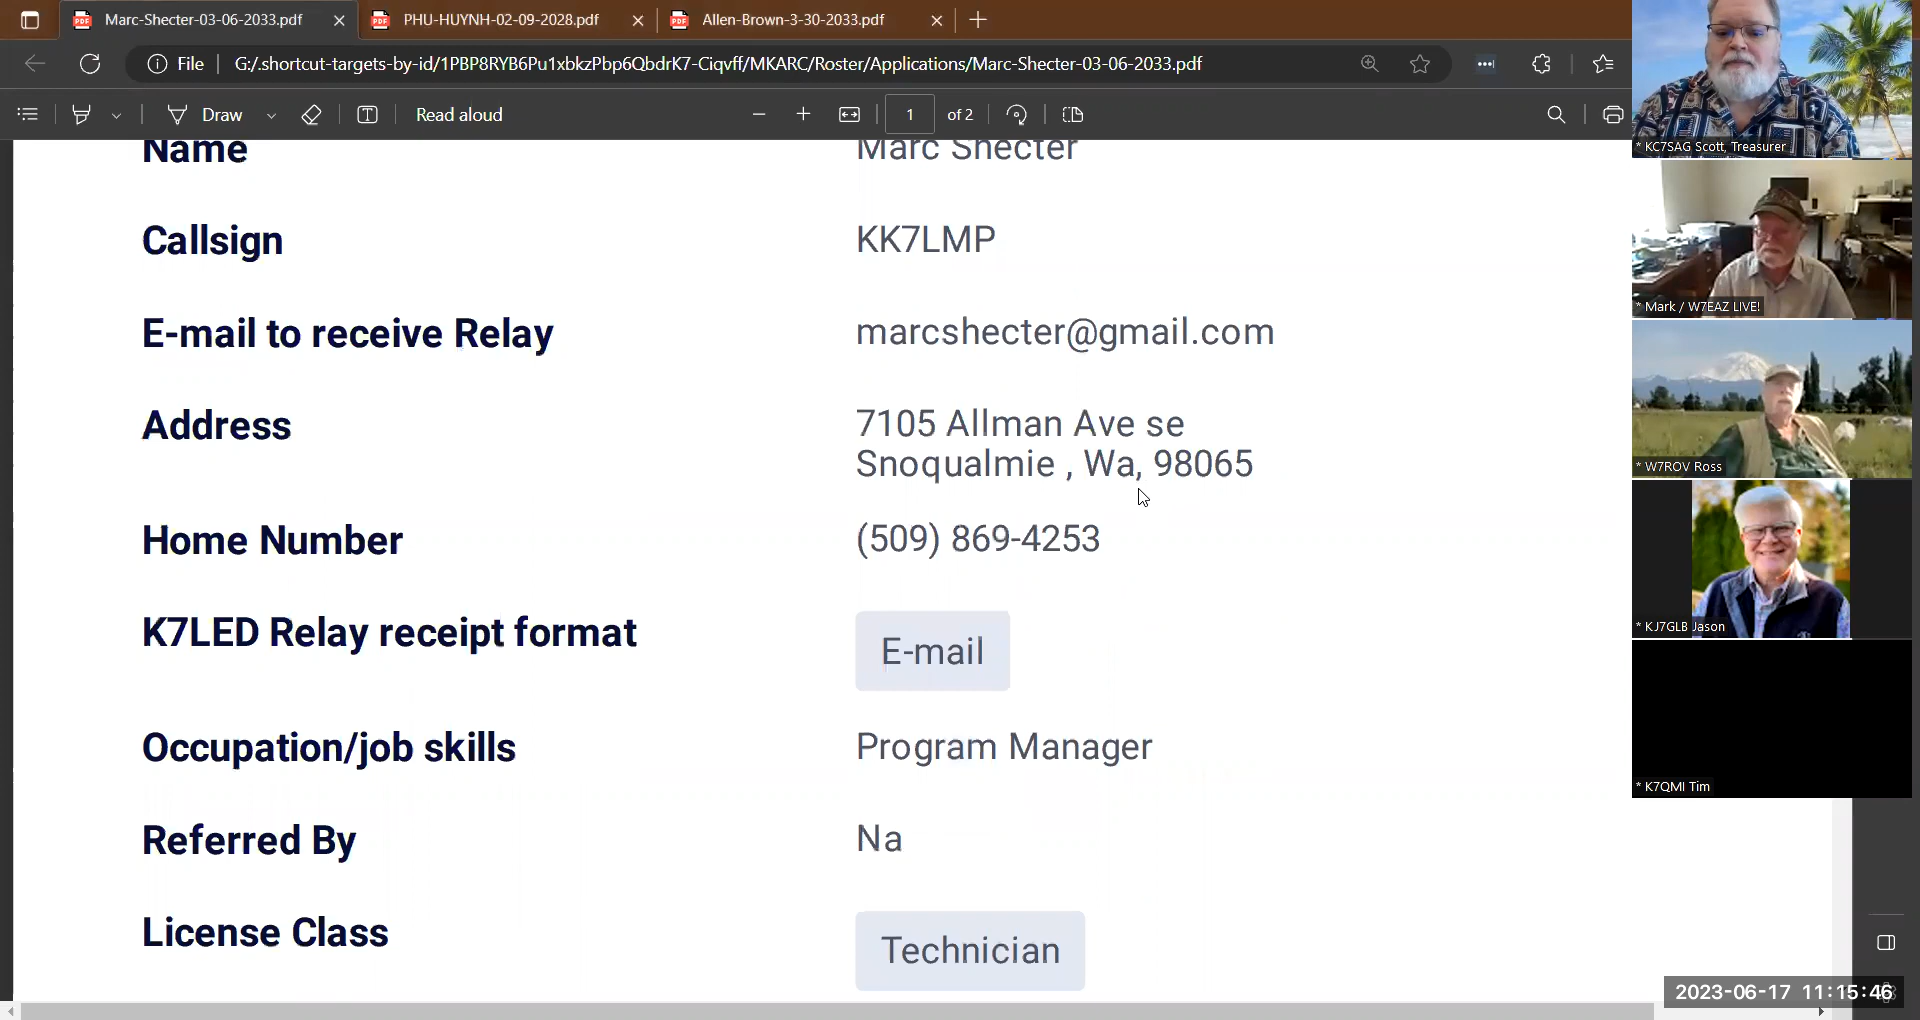 Marc-Shecter-03-06-2033.pdf
PHU-HUYNH-02-09-2028.pdf
Allen-Brown-3-30-2033.pdf
File
G:/.shortcut-targets-by-id/1PBP8RYB6Pu1xbkzPbp6QbdrK7-Ciqvff/MKARC/Roster/Applications/Marc-Shecter-03-06-2033.pdf
Draw
Read aloud
1 of 2
Name Marc Shecter
Callsign KK7LMP
E-mail to receive Relay marcshecter@gmail.com
Address 7105 Allman Ave se
Snoqualmie , Wa, 98065
Home Number (509) 869-4253
K7LED Relay receipt format E-mail
Occupation/job skills Program Manager
Referred By Na
License Class Technician
* KC7SAG Scott, Treasurer
* Mark / W7EAZ LIVE!
* W7ROV Ross
* KJ7GLB Jason
* K7QMI Tim
2023-06-17 11:15:46